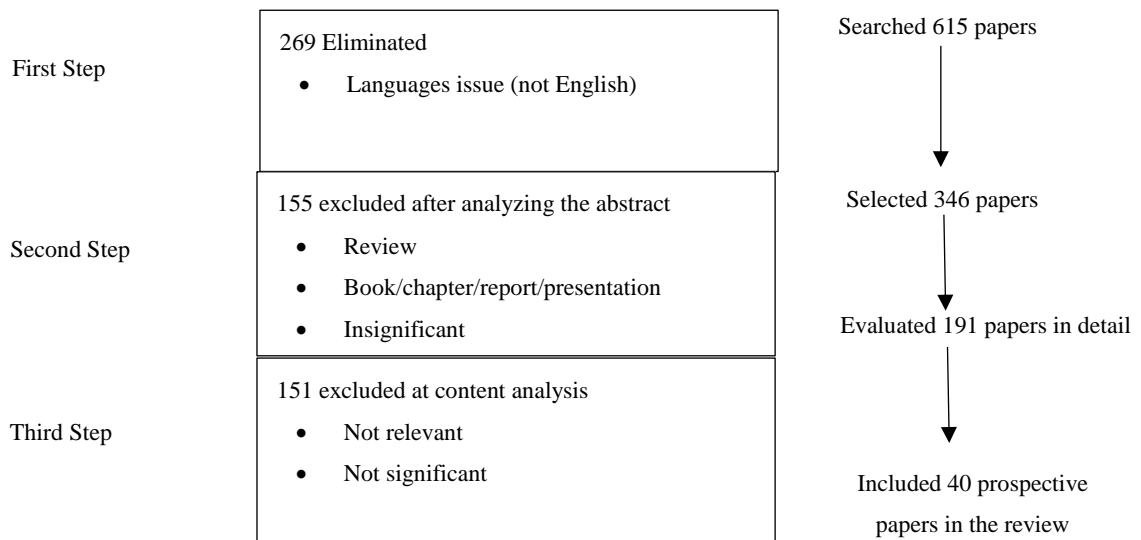 First Step
269 Eliminated
• Languages issue (not English)
Searched 615 papers
Second Step
155 excluded after analyzing the abstract
• Review
• Book/chapter/report/presentation
• Insignificant
Selected 346 papers
Evaluated 191 papers in detail
Third Step
151 excluded at content analysis
• Not relevant
• Not significant
Included 40 prospective
papers in the review